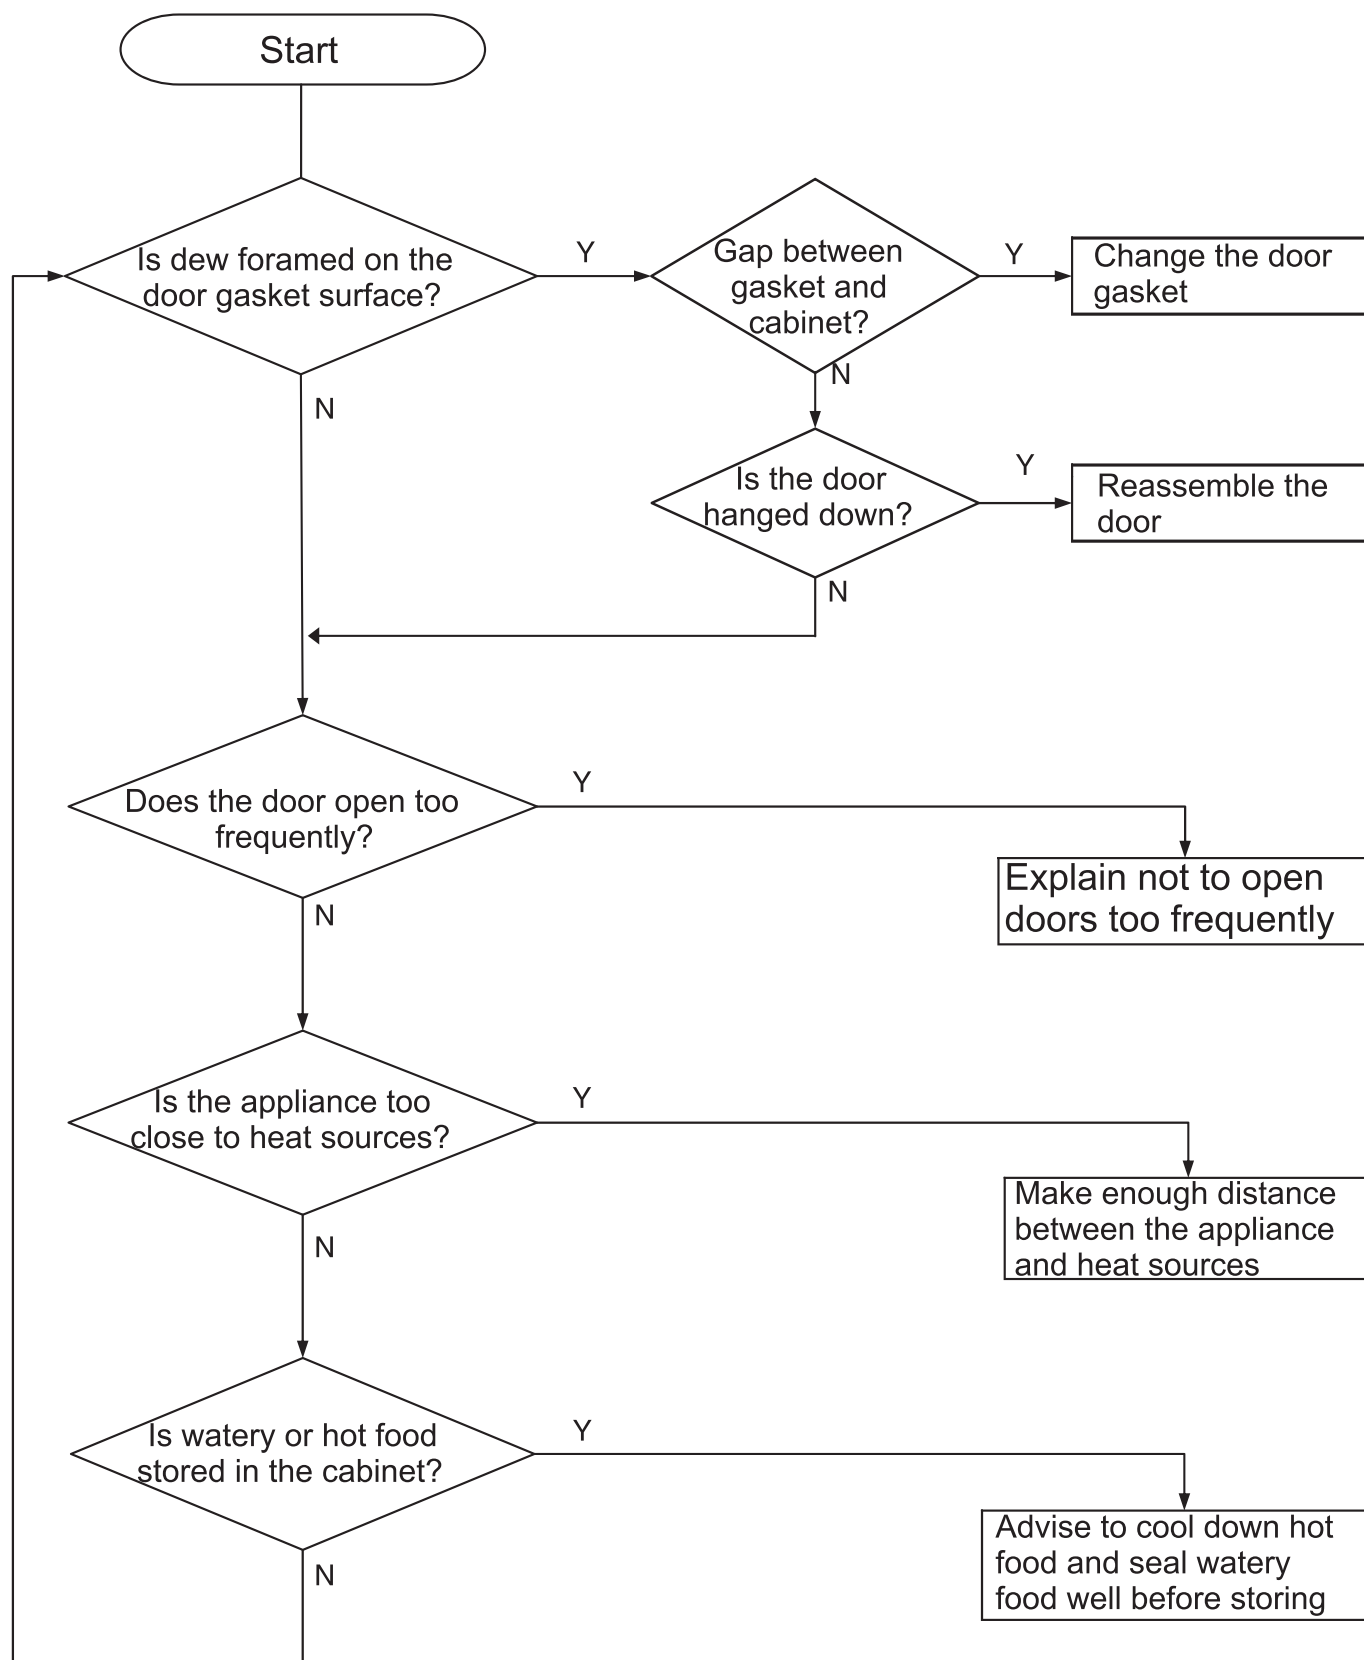 Start
Is dew foramed on the
door gasket surface?
Y
Gap between
gasket and
cabinet?
Y
Change the door
gasket
N
N
Is the door
hanged down?
Y
Reassemble the
door
N
Does the door open too
frequently?
Y
Explain not to open
doors too frequently
N
Is the appliance too
close to heat sources?
Y
Make enough distance
between the appliance
and heat sources
N
Is watery or hot food
stored in the cabinet?
Y
Advise to cool down hot
food and seal watery
food well before storing
N